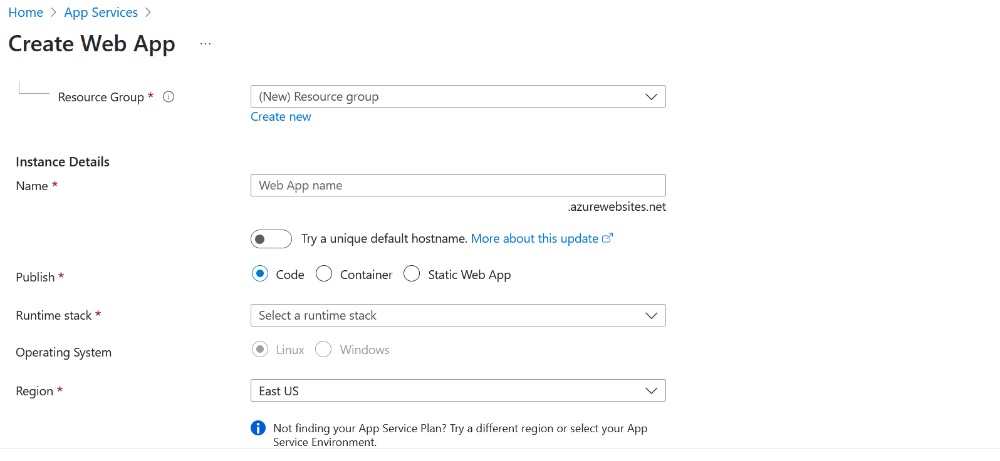 Home > App Services >
Create Web App ...
Resource Group *
(New) Resource group
Create new
Instance Details
Name *
Web App name
.azurewebsites.net
Try a unique default hostname. More about this update
Publish *
Code Container Static Web App
Runtime stack *
Select a runtime stack
Operating System
Linux Windows
Region *
East US
Not finding your App Service Plan? Try a different region or select your App
Service Environment.